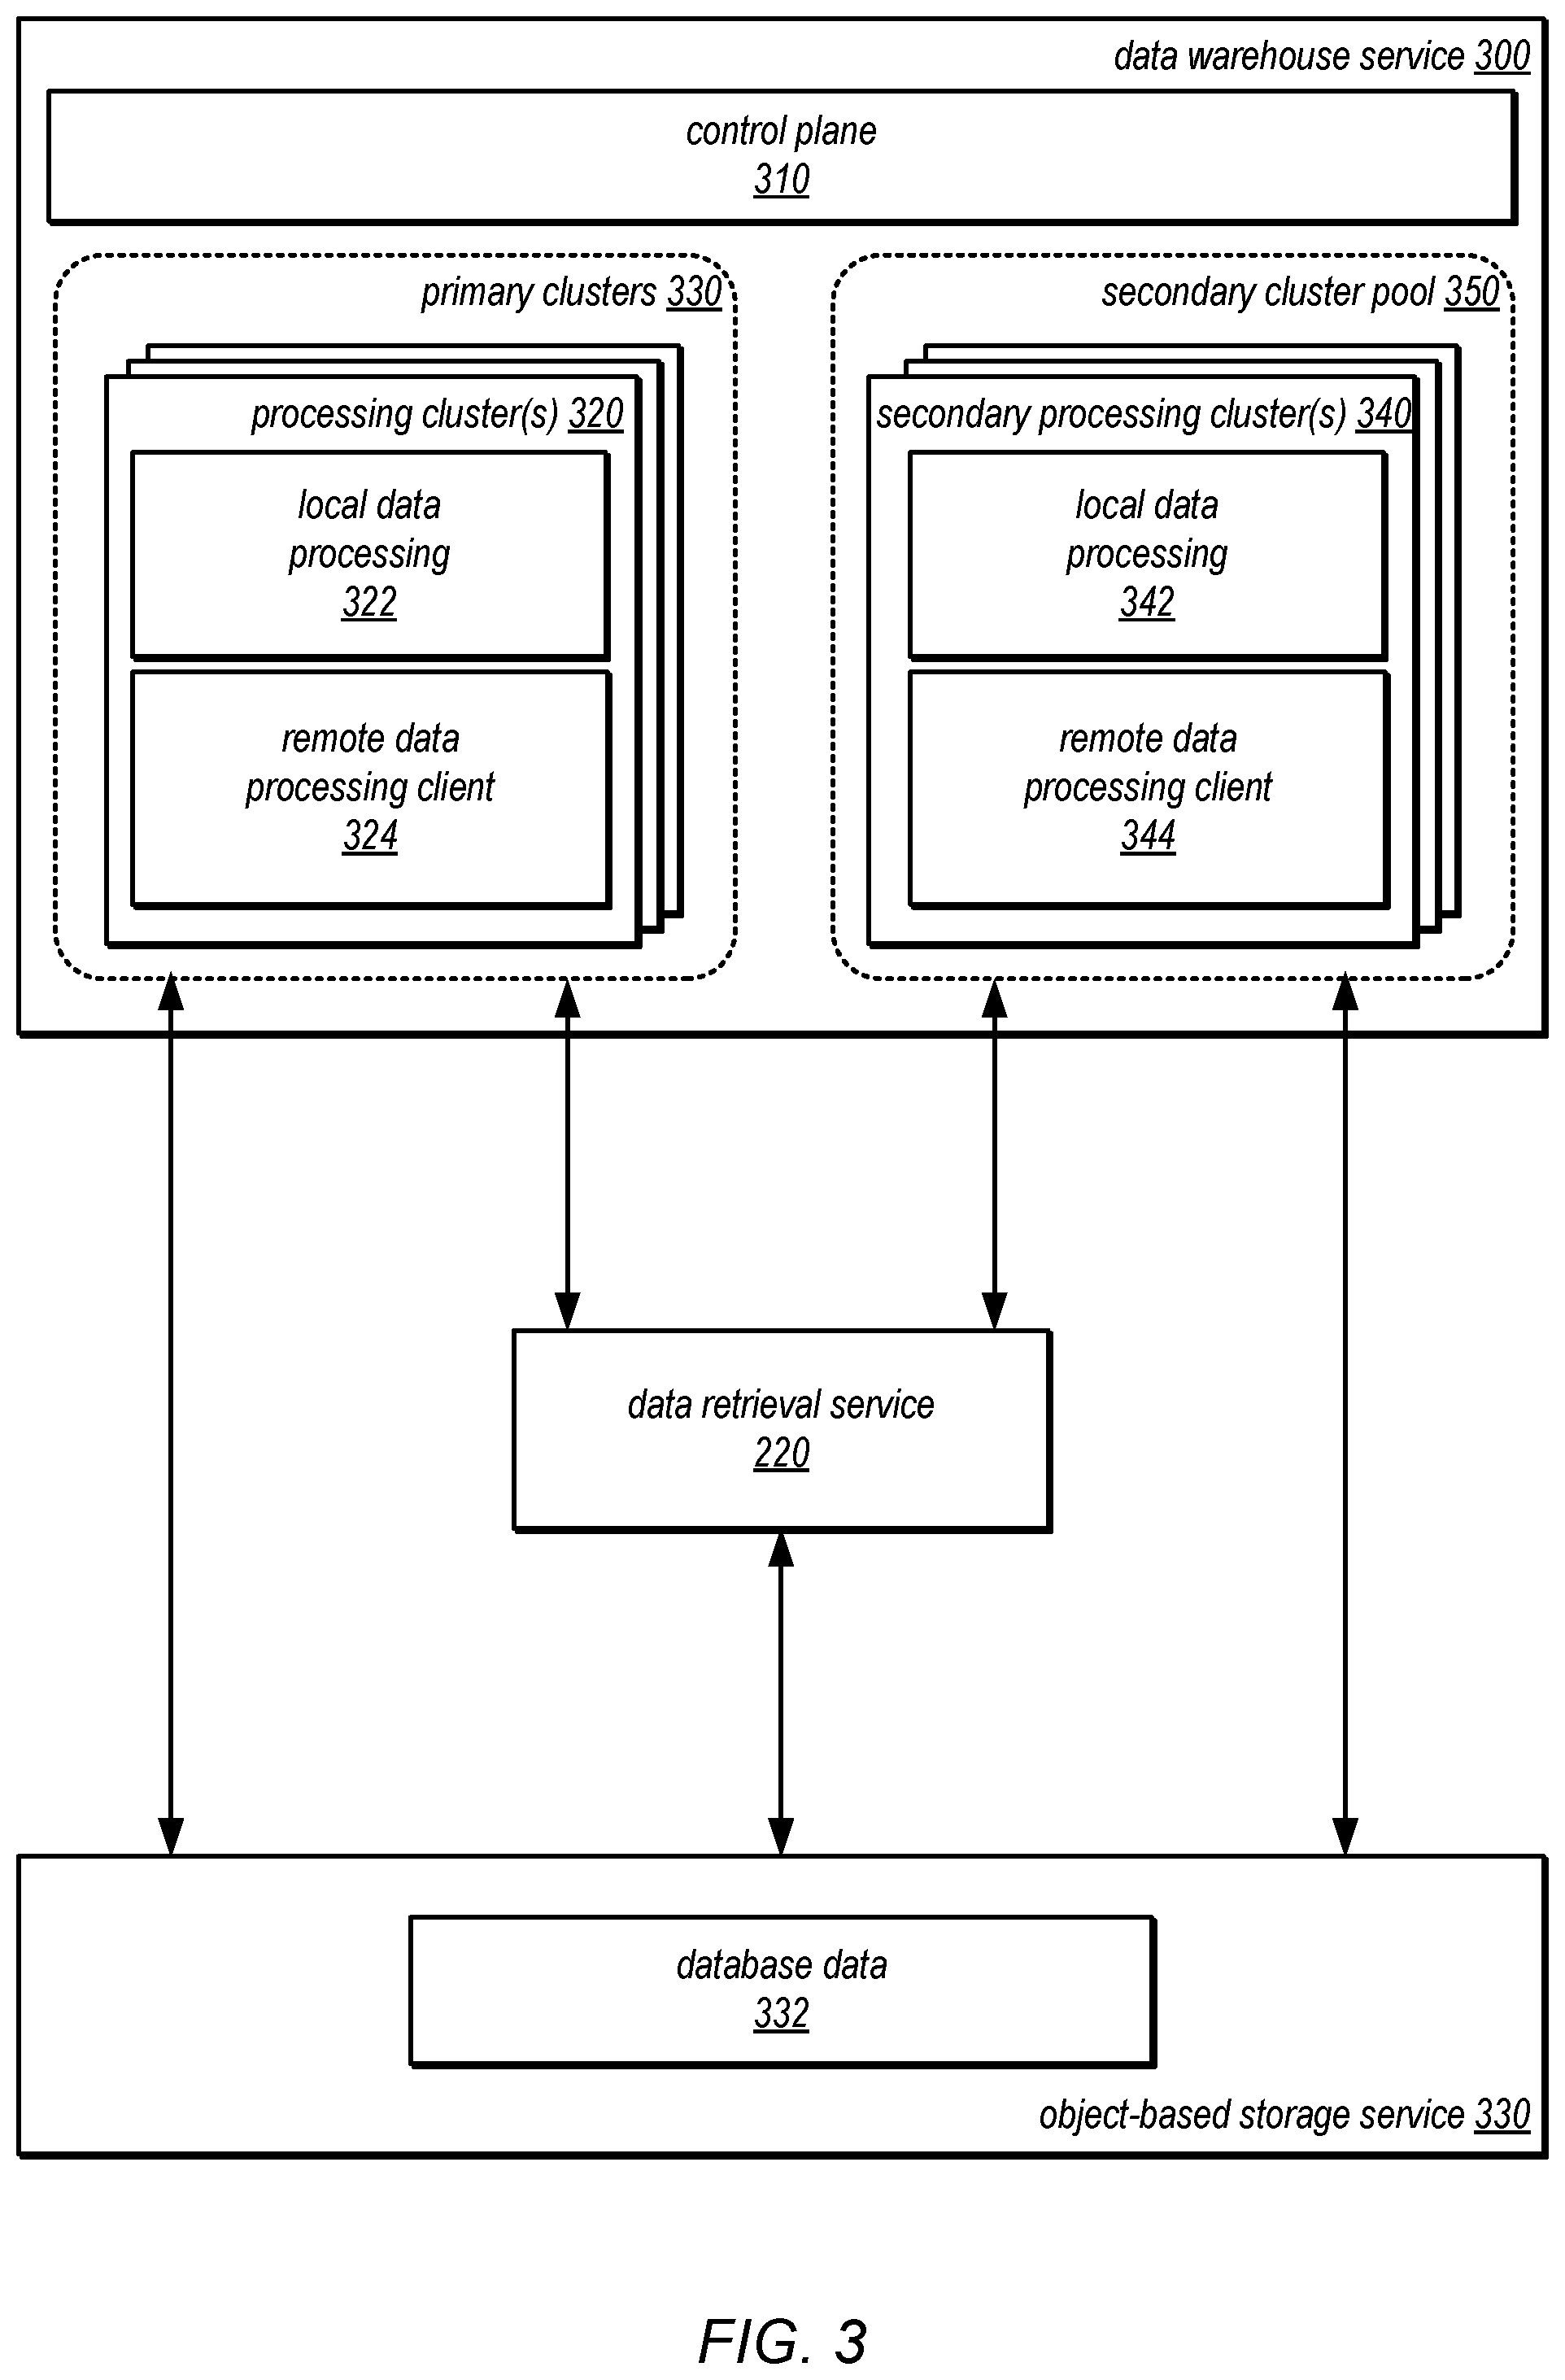 data warehouse service 300
control plane
310
primary clusters 330
processing cluster(s) 320
local data
processing
322
remote data
processing client
324
secondary cluster pool 350
secondary processing cluster(s) 340
local data
processing
342
remote data
processing client
344
data retrieval service
220
database data
332
object-based storage service 330
FIG. 3